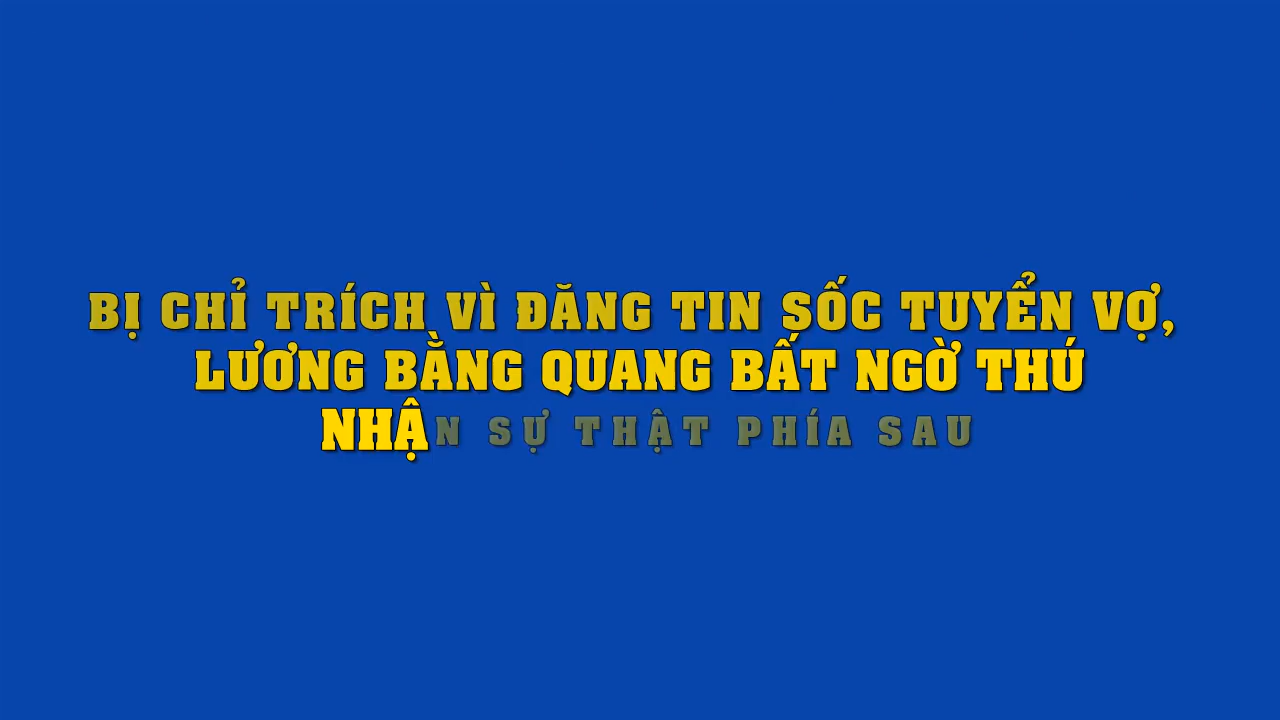 BỊ CHỈ TRÍCH VÌ ĐĂNG TIN SỐC TUYỂN VỢ,
LƯƠNG BẰNG QUANG BẤT NGỜ THÚ
NHẬN SỰ THẬT PHÍA SAU